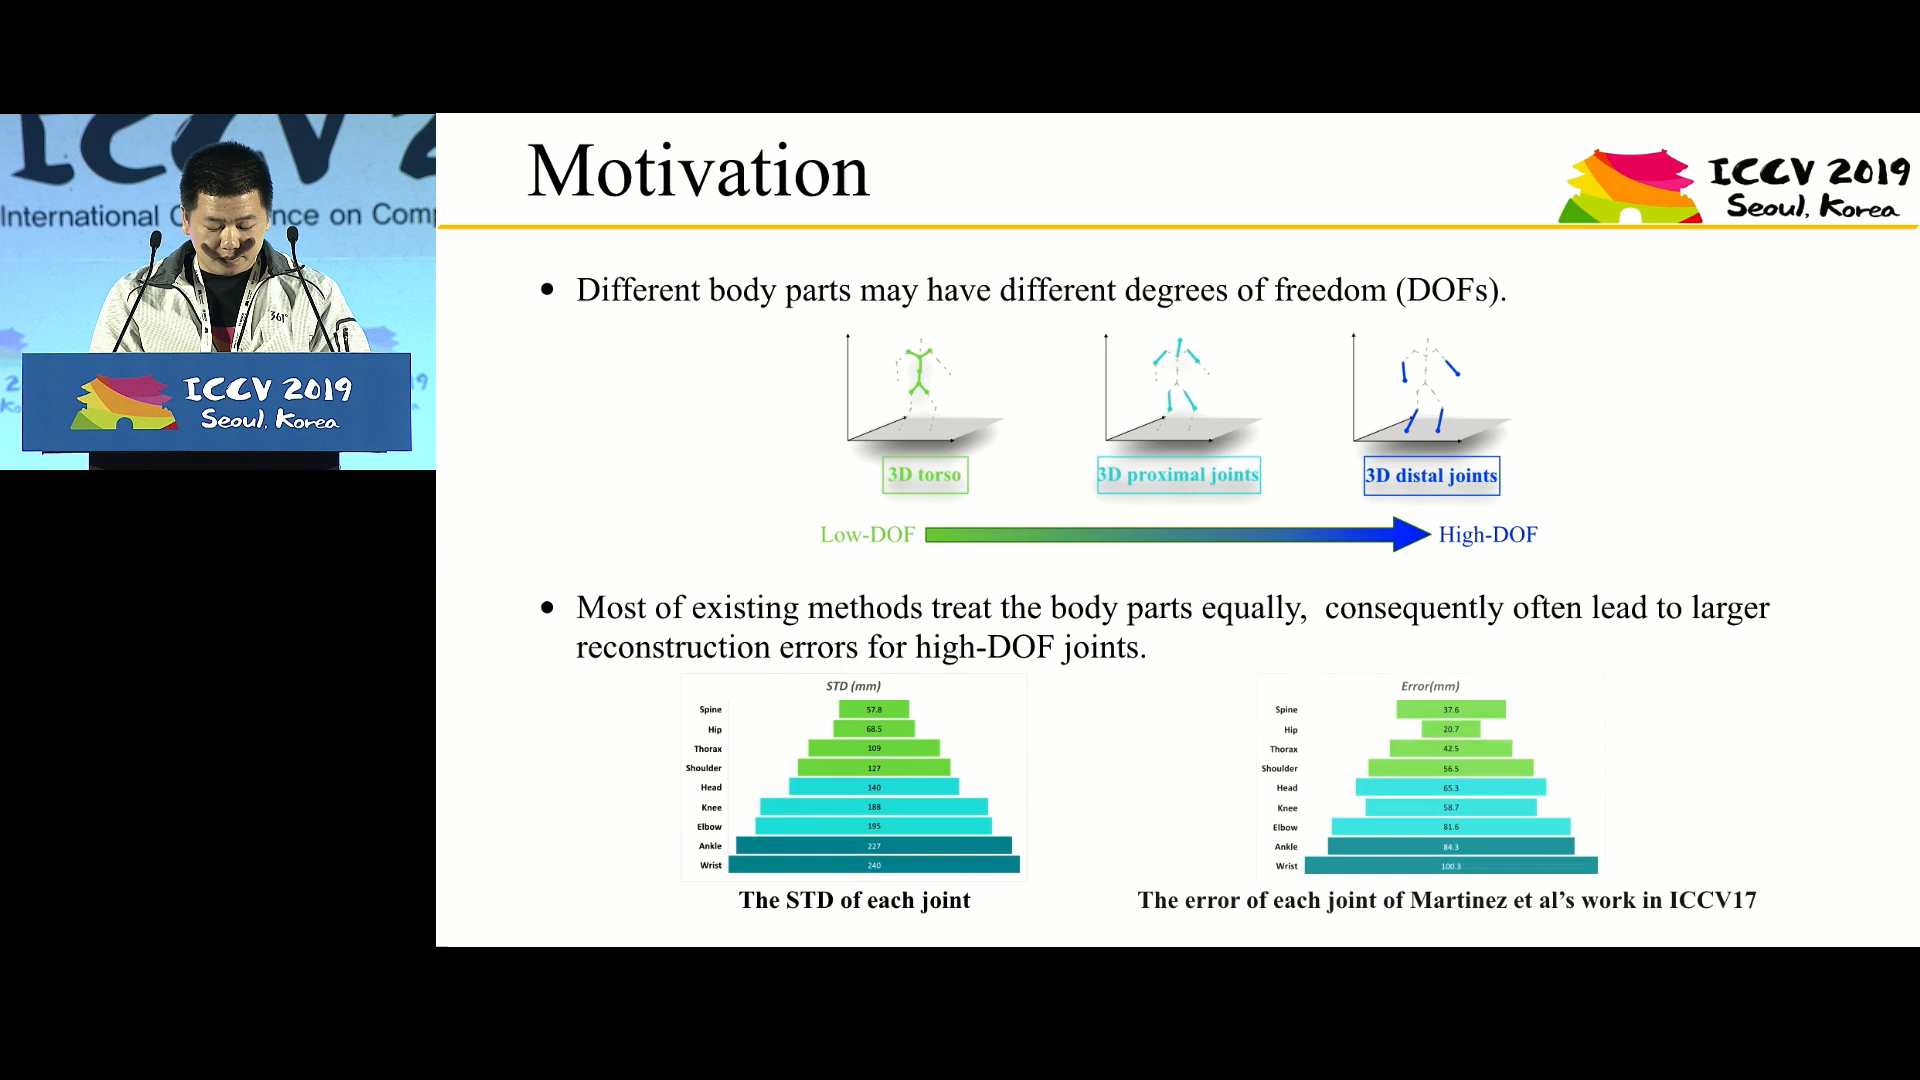 ICCV 2
International C nce on Comp
361°
ICCV 2019
Seoul, Korea
Motivation
ICCV 2019
Seoul, Korea
• Different body parts may have different degrees of freedom (DOFs).
3D torso
3D proximal joints
3D distal joints
Low-DOF
High-DOF
• Most of existing methods treat the body parts equally, consequently often lead to larger
reconstruction errors for high-DOF joints.
STD (mm)
Spine 57.8
Hip 68.5
Thorax 109
Shoulder 127
Head 140
Knee 188
Elbow 195
Ankle 227
Wrist 240
The STD of each joint
Error(mm)
Spine 37.6
Hip 20.7
Thorax 42.5
Shoulder 56.5
Head 65.3
Knee 58.7
Elbow 81.6
Ankle 84.3
Wrist 100.3
The error of each joint of Martinez et al’s work in ICCV17